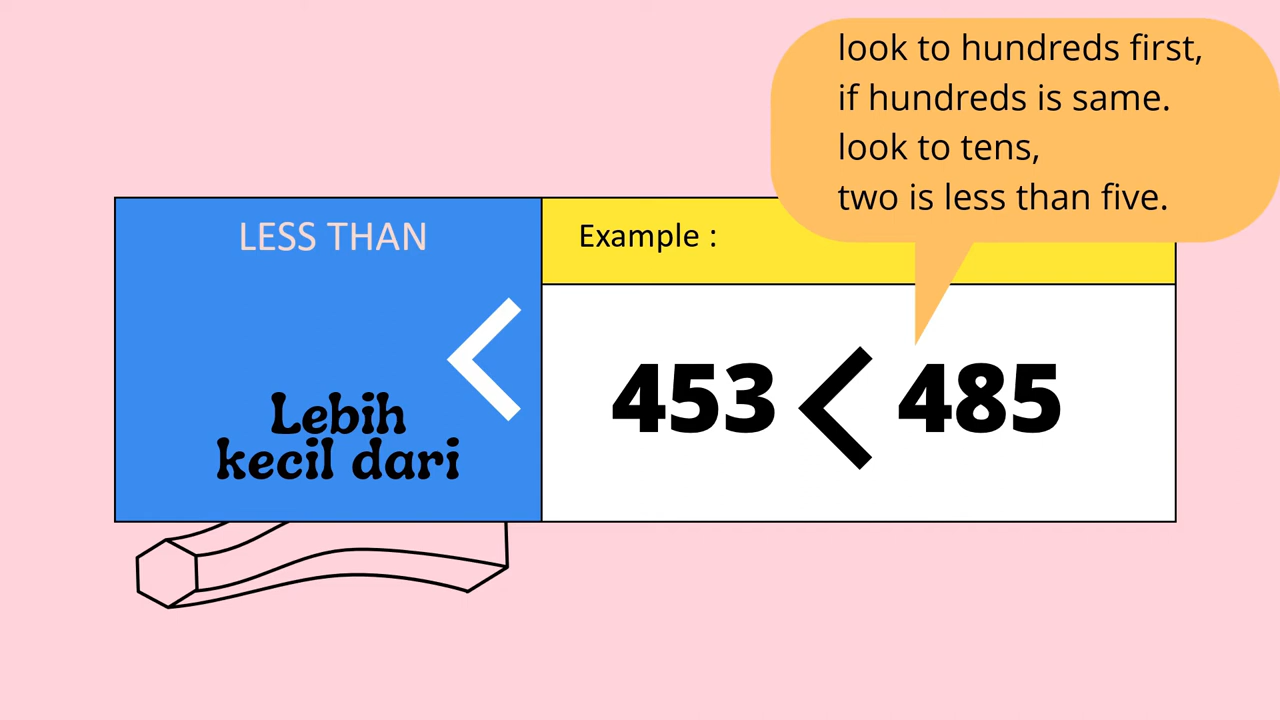 look to hundreds first,
if hundreds is same.
look to tens,
two is less than five.
LESS THAN
Example :
<
Lebih
kecil dari
453 < 485